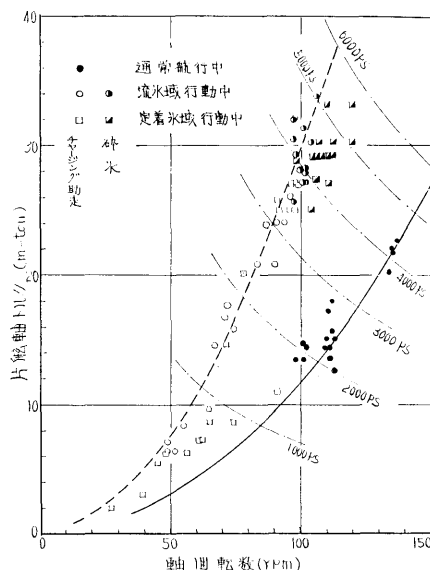 40
30
20
10
0
片舷軸トルク (m-ton)
● 通常航行中
○ ◑ 流氷域行動中
□ ◪ 定着氷域行動中
チャージング助走
砕氷
6000PS
5000PS
4000PS
3000PS
2000PS
1000PS
0 50 100 150
軸回転数 (rpm)